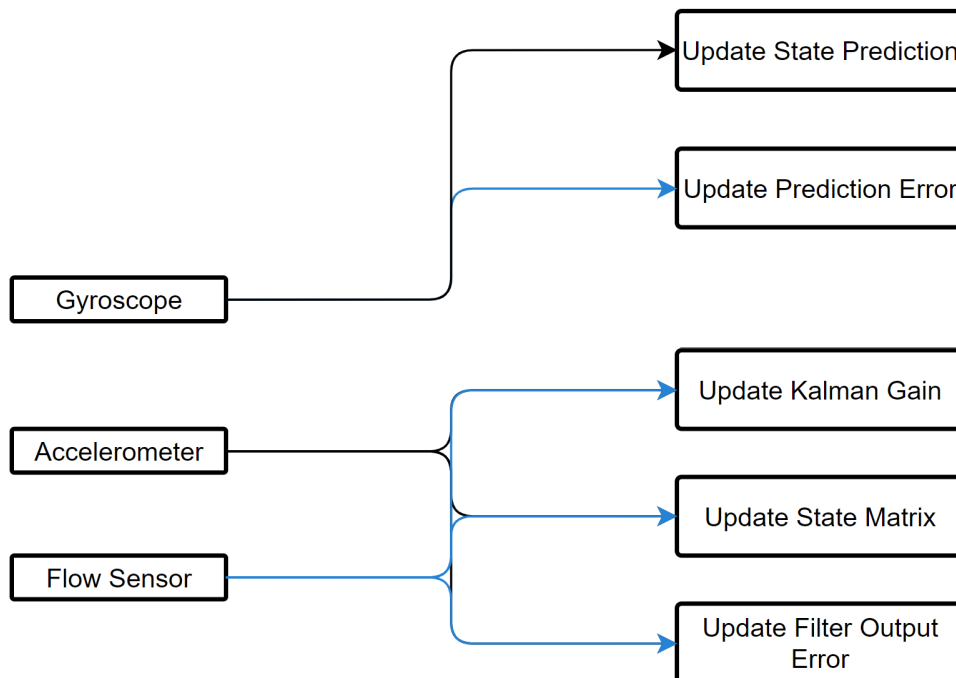 Update State Prediction
Update Prediction Error
Gyroscope
Update Kalman Gain
Accelerometer
Update State Matrix
Flow Sensor
Update Filter Output
Error